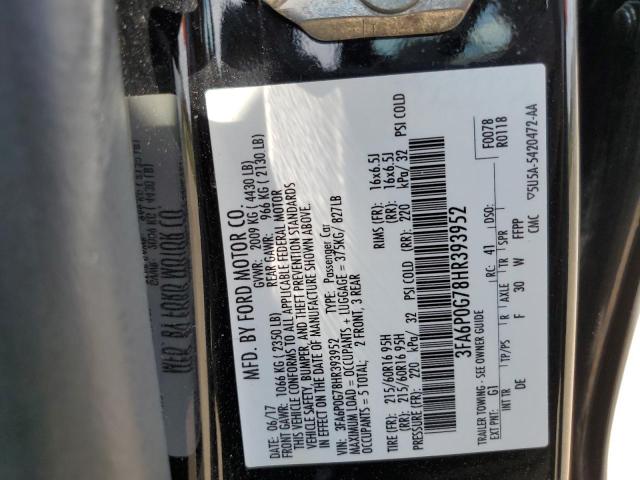 MFD. BY FORD MOTOR CO.
DATE: 06/17 GVWR: 2009 KG ( 4430 LB)
FRONT GAWR: 1066 KG ( 2350 LB) REAR GAWR: 966 KG ( 2130 LB)
THIS VEHICLE CONFORMS TO ALL APPLICABLE FEDERAL MOTOR
VEHICLE SAFETY, BUMPER, AND THEFT PREVENTION STANDARDS
IN EFFECT ON THE DATE OF MANUFACTURE SHOWN ABOVE.
VIN: 3FA6P0G78HR393952 TYPE: Passenger Car
MAXIMUM LOAD = OCCUPANTS + LUGGAGE = 375KG/ 827LB
OCCUPANTS = 5 TOTAL; 2 FRONT, 3 REAR
TIRE (FR): 215/60R16 95H RIMS (FR): 16x6.5J
(RR): 215/60R16 95H (RR): 16x6.5J
PRESSURE (FR): 220 kPa/ 32 PSI COLD (RR): 220 kPa/ 32 PSI COLD
3FA6P0G78HR393952 F0078
R0118
TRAILER TOWING - SEE OWNER GUIDE
EXT PNT: G1 RC: 41 DSO:
INT TR TP/PS R AXLE TR SPR
DE F 30 W FFPP
CMC ▽5U5A-5420472-AA